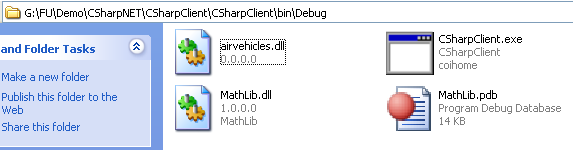 G:\FU\Demo\CSharpNET\CSharpClient\CSharpClient\bin\Debug
and Folder Tasks
Make a new folder
Publish this folder to the
Web
Share this folder
airvehicles.dll
0.0.0.0
CSharpClient.exe
CSharpClient
coihome
MathLib.dll
1.0.0.0
MathLib
MathLib.pdb
Program Debug Database
14 KB